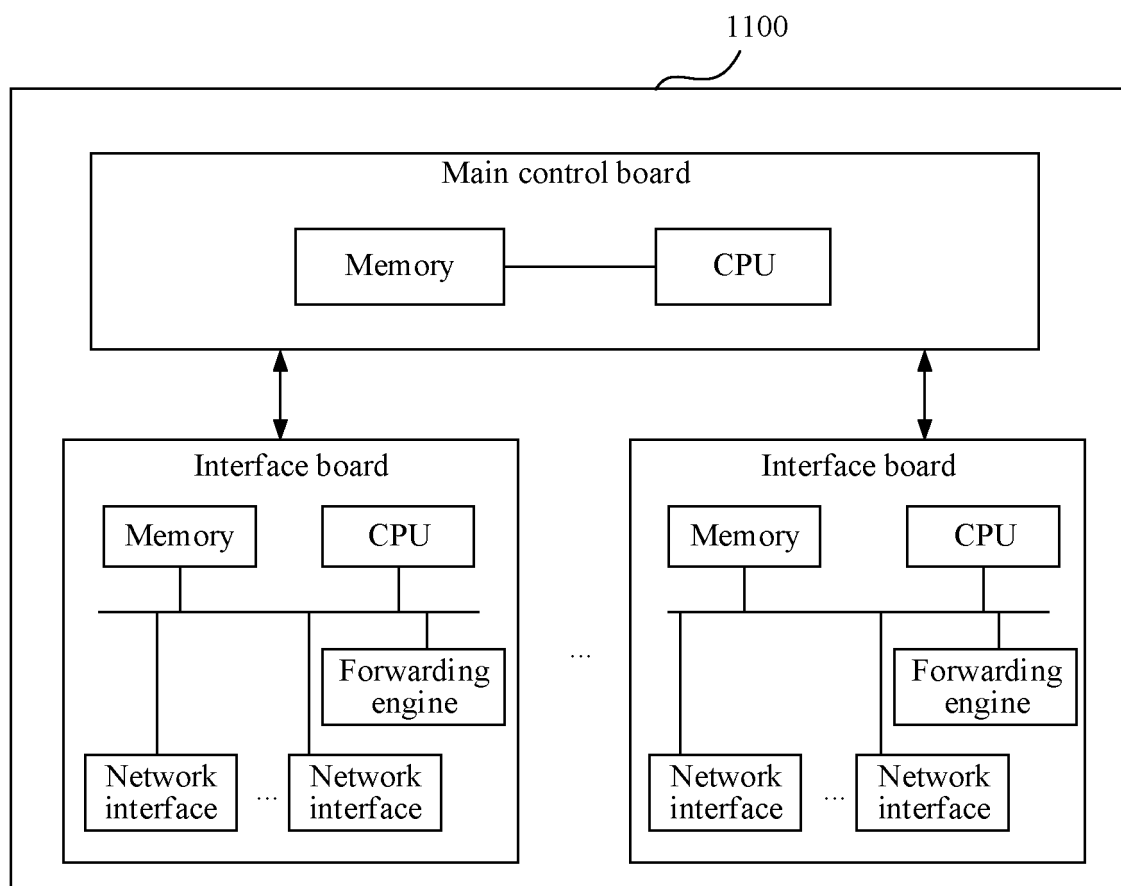 1100
Main control board
Memory
CPU
Interface board
Memory
CPU
Forwarding
engine
Network
interface
...
Network
interface
...
Interface board
Memory
CPU
Forwarding
engine
Network
interface
...
Network
interface